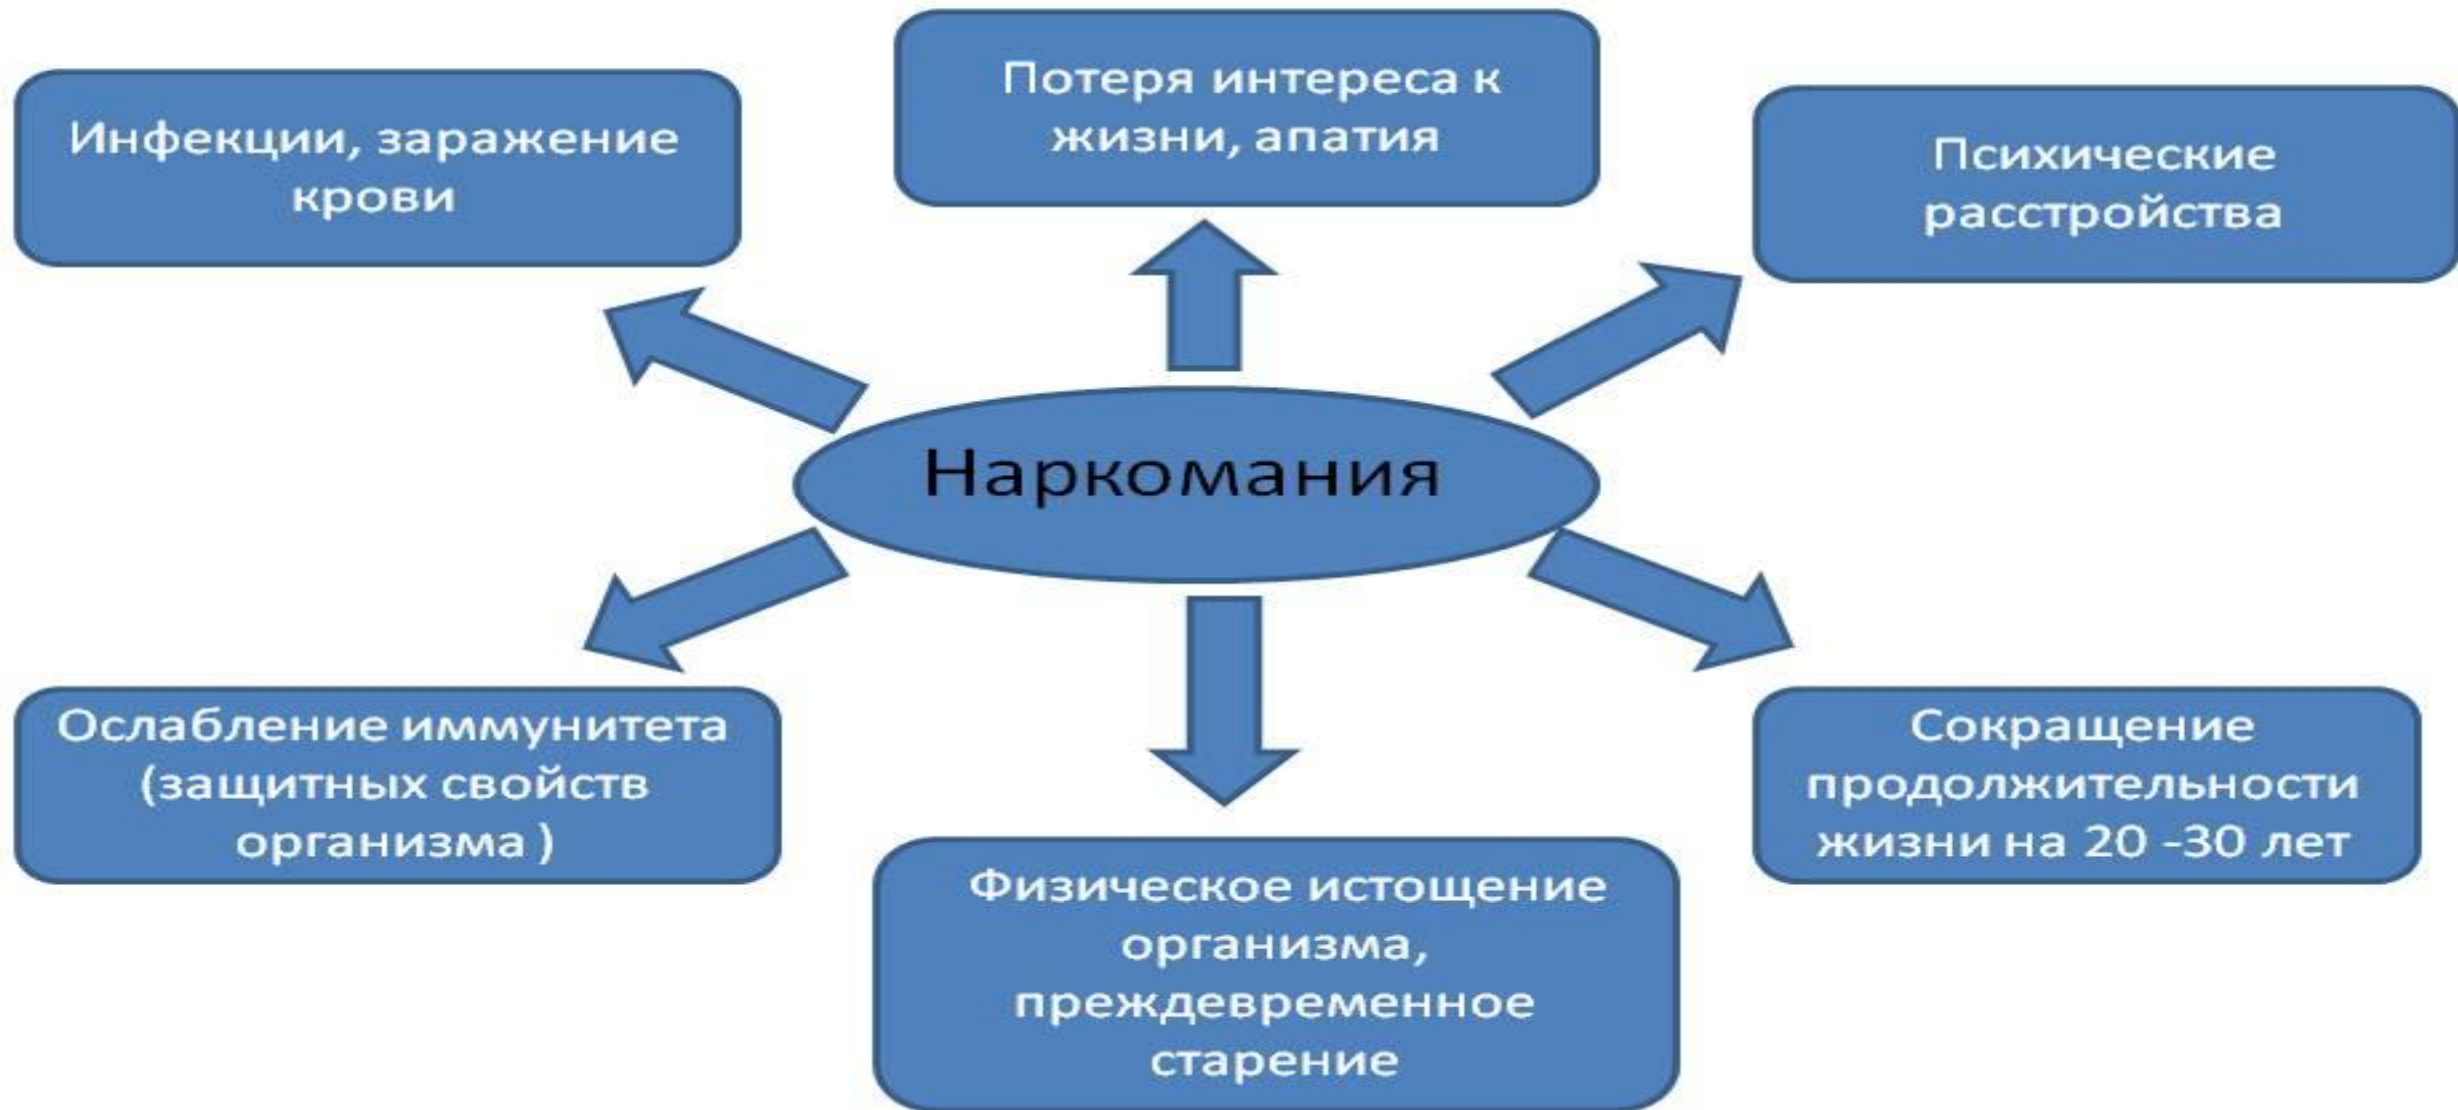 Инфекции, заражение
крови
Потеря интереса к
жизни, апатия
Психические
расстройства
Наркомания
Ослабление иммунитета
(защитных свойств
организма )
Физическое истощение
организма,
преждевременное
старение
Сокращение
продолжительности
жизни на 20 -30 лет